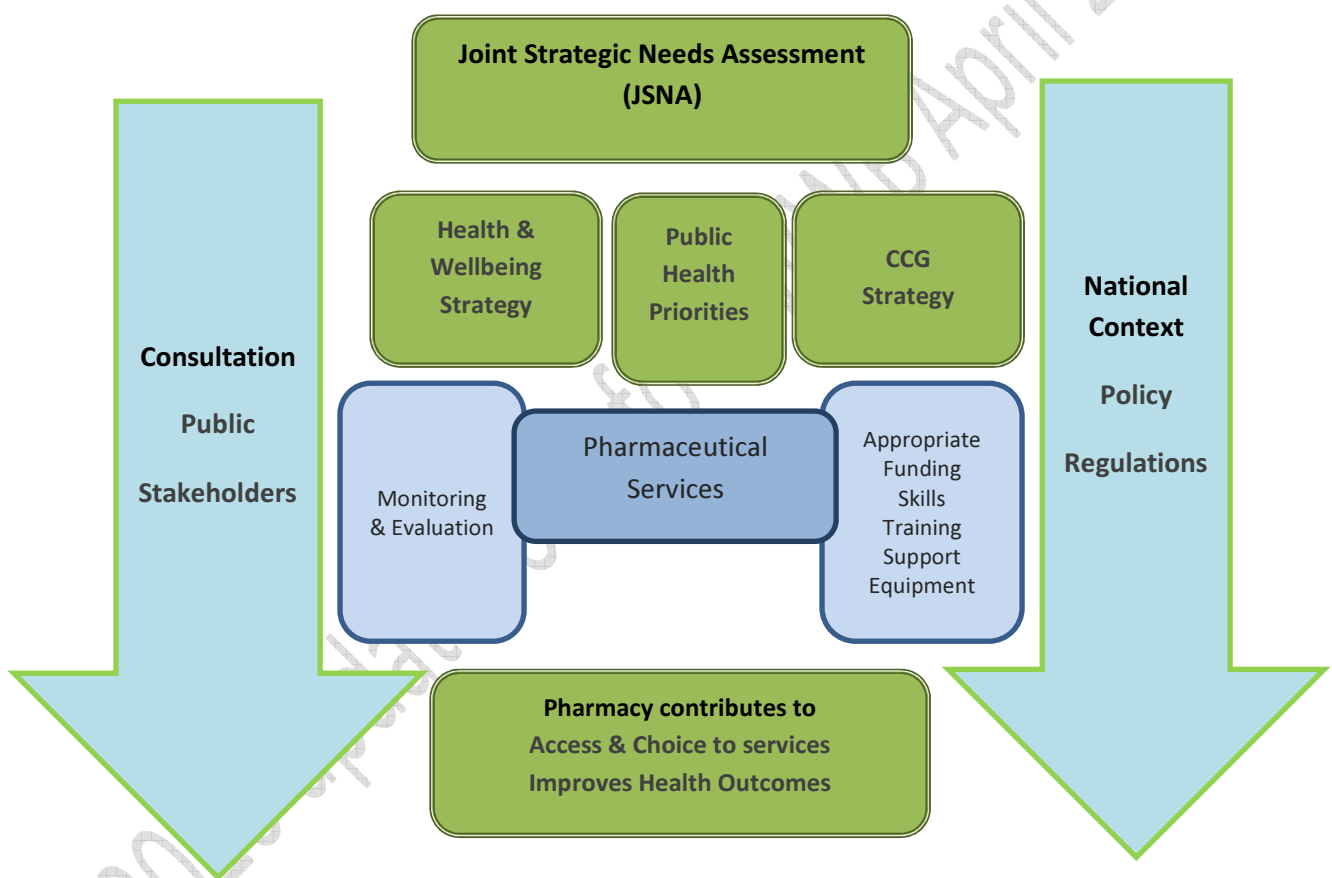 Joint Strategic Needs Assessment
(JSNA)
Health &
Wellbeing
Strategy
Public
Health
Priorities
CCG
Strategy
Consultation
Public
Stakeholders
National
Context
Policy
Regulations
Monitoring
& Evaluation
Pharmaceutical
Services
Appropriate
Funding
Skills
Training
Support
Equipment
Pharmacy contributes to
Access & Choice to services
Improves Health Outcomes
April